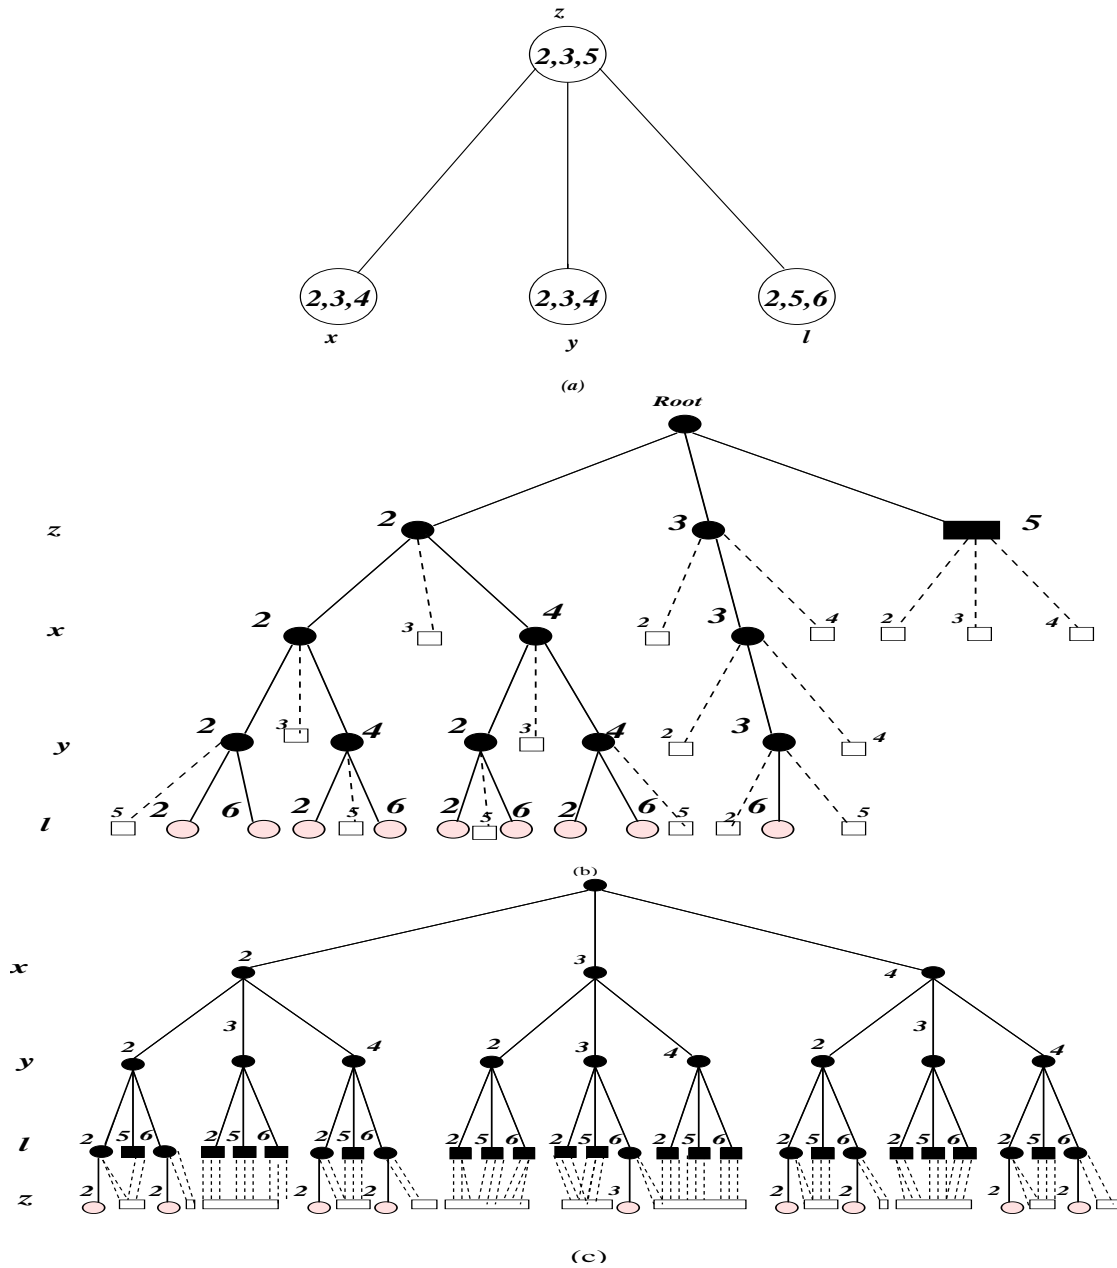 z
2,3,5
2,3,4 2,3,4 2,5,6
x y l
(a)
Root
z 2 3 5
x 2 3 4 2 3 4 2 3 4
y 2 3 4 2 3 4 2 3 4
l 5 2 6 2 5 6 2 5 6 2 6 5 2 6 5
(b)
x 2 3 4
y 2 3 4 2 3 4 2 3 4
l 2 5 6 2 5 6 2 5 6 2 5 6 2 5 6 2 5 6 2 5 6 2 5 6 2 5 6
z 2 2 2 2 3 2 2 2 2
(c)